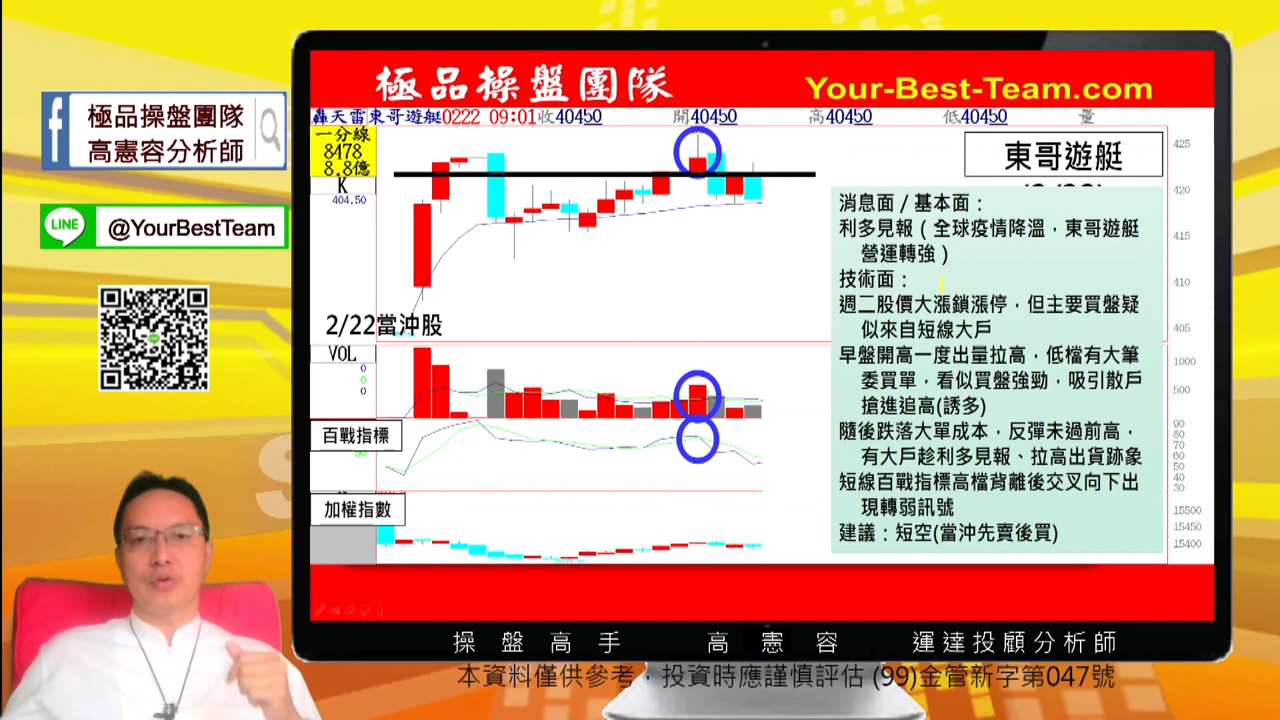 極品操盤團隊
高憲容分析師
LINE
@YourBestTeam
極品操盤團隊
Your-Best-Team.com
轟天雷東哥遊艇0222 09:01收40450 開40450 高40450 低40450 量
一分線
8478
8.8億
K
404.50
425
420
415
410
405
2/22當沖股
VOL
0
0
0
1000
500
百戰指標
90
80
70
60
50
40
30
加權指數
15500
15450
15400
東哥遊艇
消息面/基本面:
利多見報(全球疫情降溫,東哥遊艇
營運轉強)
技術面:
週二股價大漲鎖漲停,但主要買盤疑
似來自短線大戶
早盤開高一度出量拉高,低檔有大筆
委買單,看似買盤強勁,吸引散戶
搶進追高(誘多)
隨後跌落大單成本,反彈未過前高,
有大戶趁利多見報、拉高出貨跡象
短線百戰指標高檔背離後交叉向下出
現轉弱訊號
建議:短空(當沖先賣後買)
操盤高手 高憲容 運達投顧分析師
本資料僅供參考,投資時應謹慎評估 (99)金管新字第047號